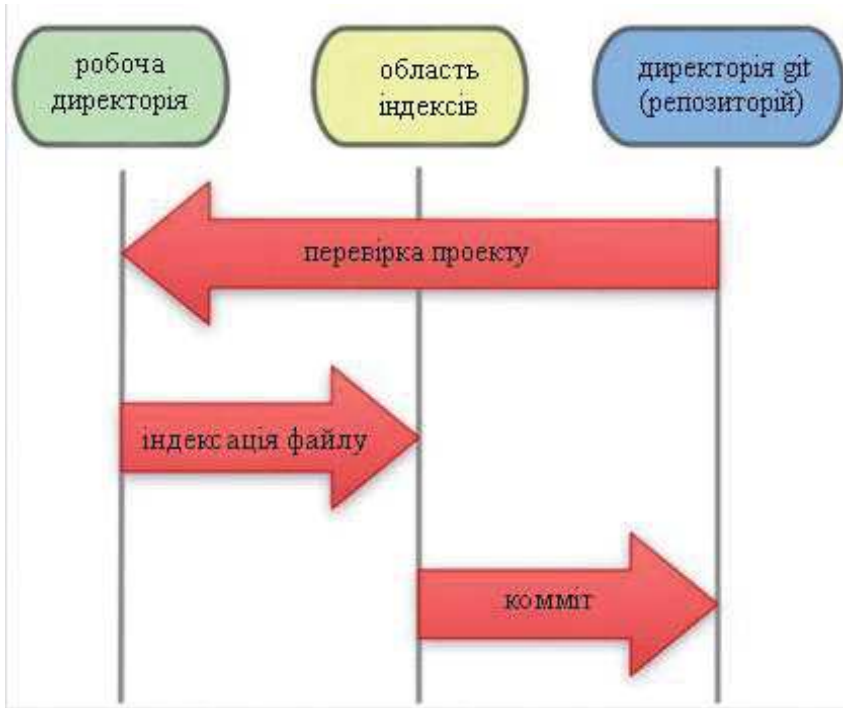 робоча
директорія
область
індексів
директорія git
(репозиторій)
перевірка проекту
індексація файлу
комміт